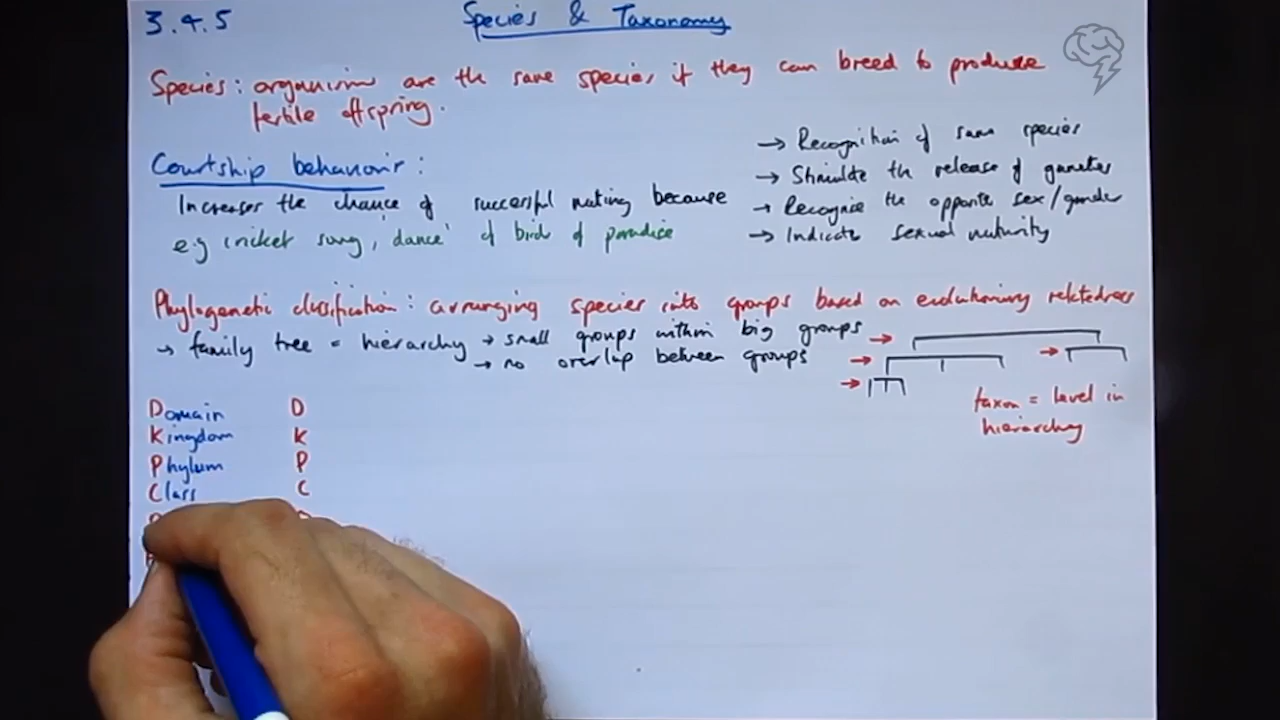 3.4.5
Species & Taxonomy
Species: organisms are the same species if they can breed to produce
fertile offspring.
Courtship behaviour:
Increases the chance of successful mating because
e.g cricket song, 'dance' of bird of paradise
→ Recognition of same species
→ Stimulate the release of gametes
→ Recognise the opposite sex/gender
→ Indicate sexual maturity
Phylogenetic classification: arranging species into groups based on evolutionary relatedness
→ family tree = hierarchy → small groups within big groups
→ no overlap between groups
taxon = level in
hierarchy
Domain D
Kingdom K
Phylum P
Class C